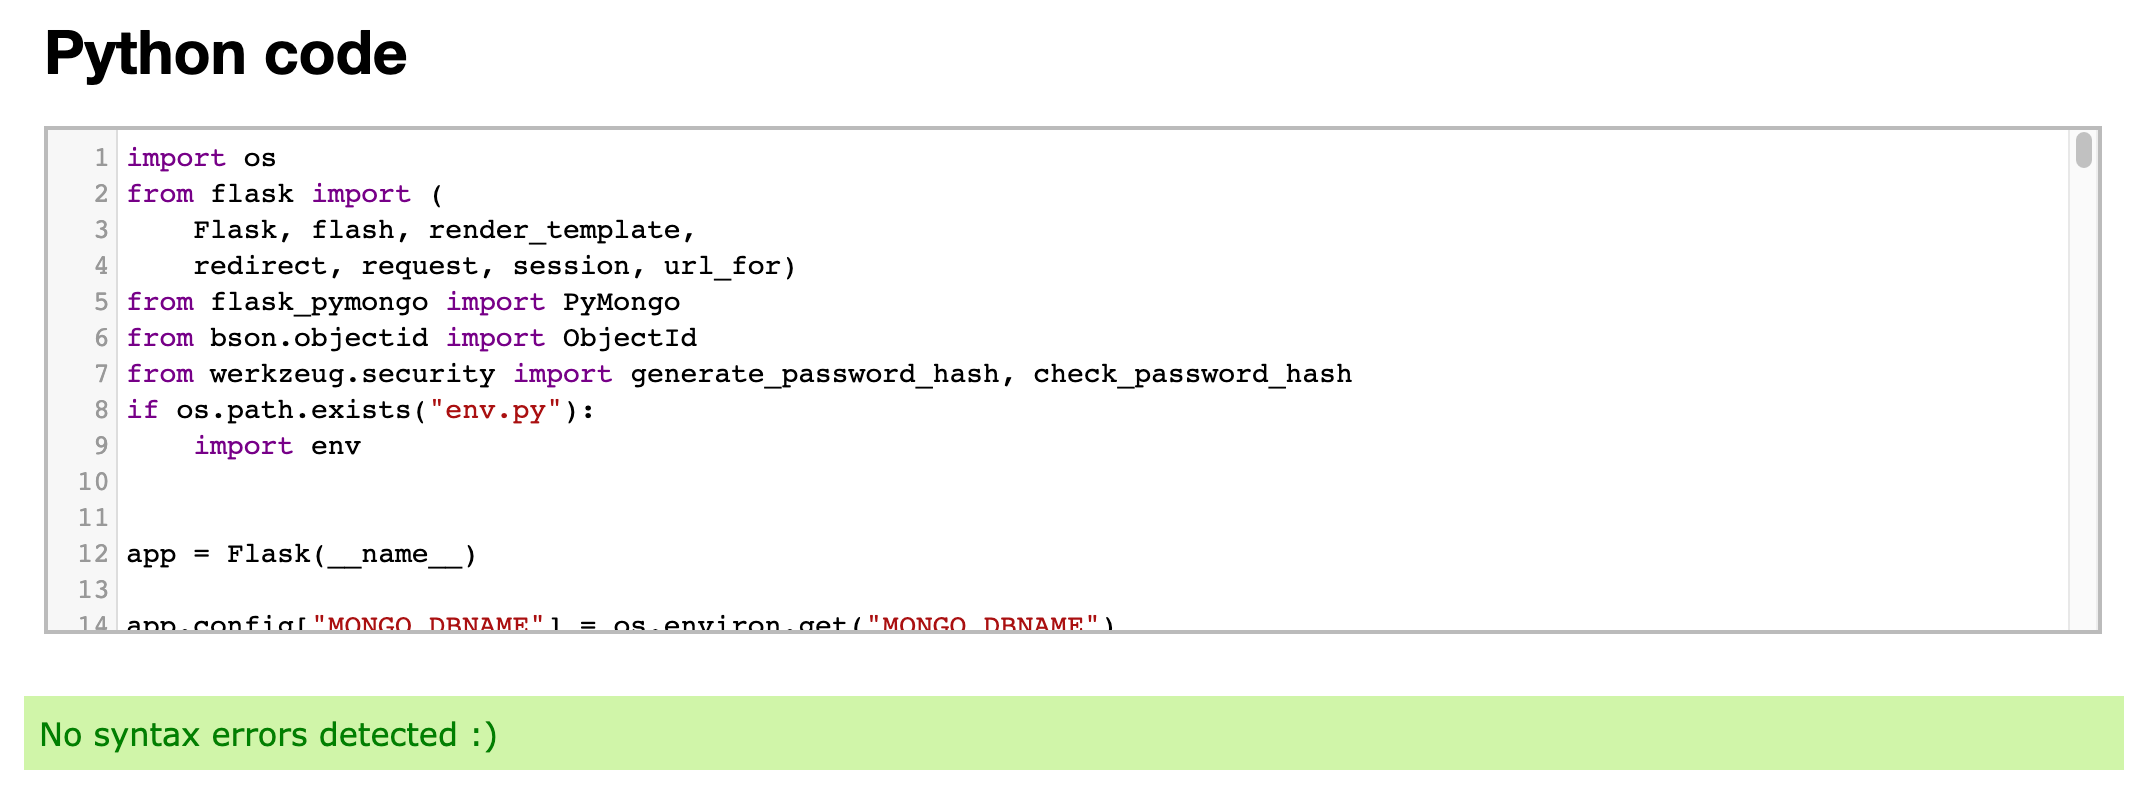 Python code
1 import os
2 from flask import (
3     Flask, flash, render_template,
4     redirect, request, session, url_for)
5 from flask_pymongo import PyMongo
6 from bson.objectid import ObjectId
7 from werkzeug.security import generate_password_hash, check_password_hash
8 if os.path.exists("env.py"):
9     import env
10
11
12 app = Flask(__name__)
13
14 app.config["MONGO_DBNAME"] = os.environ.get("MONGO_DBNAME")
No syntax errors detected :)